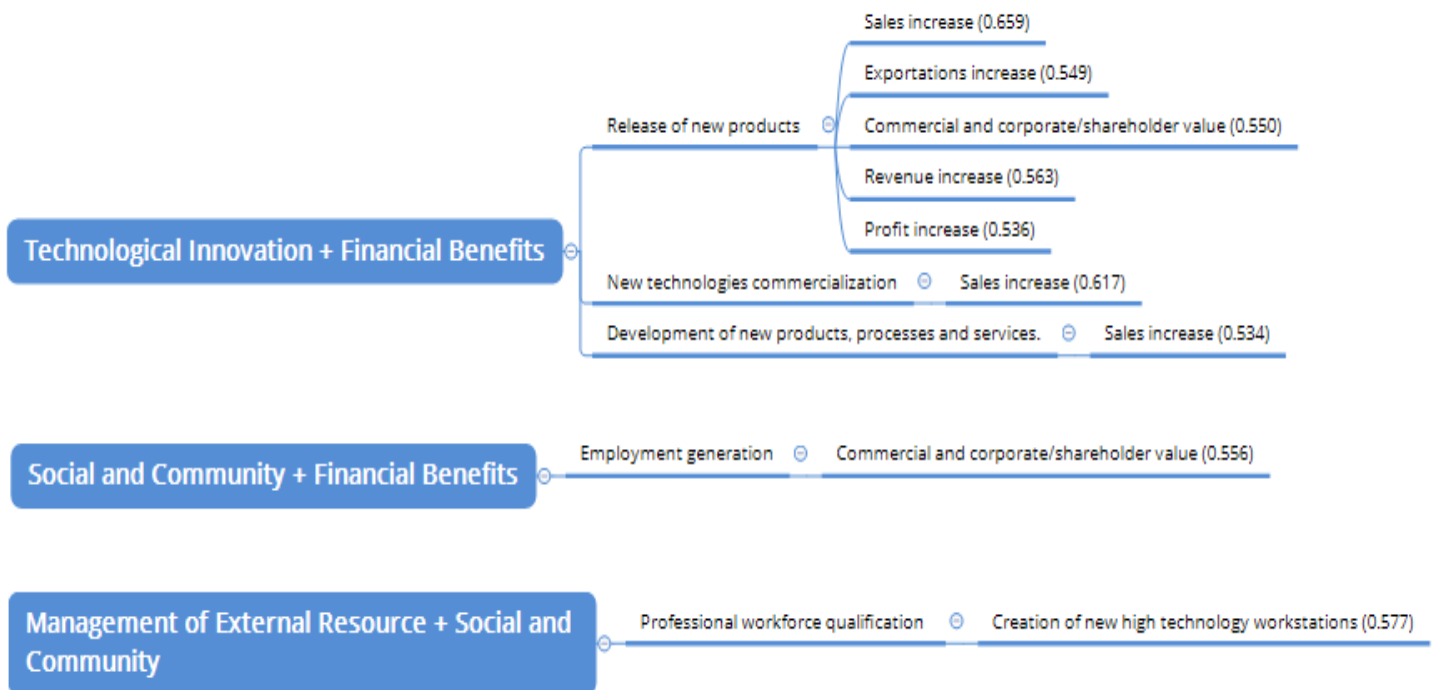 Sales increase (0.659)
Exportations increase (0.549)
Release of new products
Commercial and corporate/shareholder value (0.550)
Revenue increase (0.563)
Profit increase (0.536)
Technological Innovation + Financial Benefits
New technologies commercialization
Sales increase (0.617)
Development of new products, processes and services.
Sales increase (0.534)
Social and Community + Financial Benefits
Employment generation
Commercial and corporate/shareholder value (0.556)
Management of External Resource + Social and
Community
Professional workforce qualification
Creation of new high technology workstations (0.577)